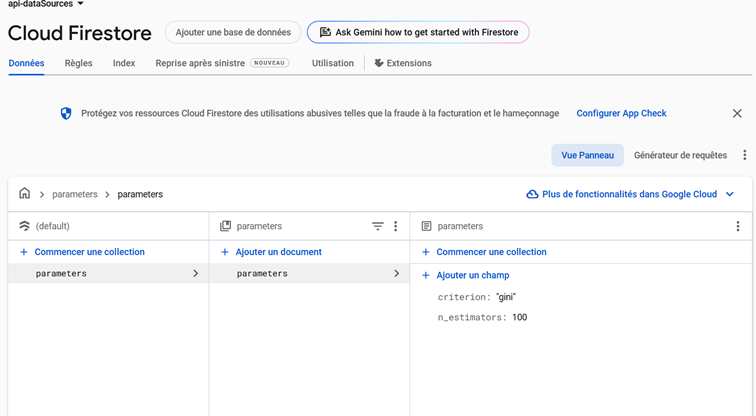 api-dataSources
Cloud Firestore Ajouter une base de données Ask Gemini how to get started with Firestore
Données Règles Index Reprise après sinistre NOUVEAU Utilisation Extensions
Protégez vos ressources Cloud Firestore des utilisations abusives telles que la fraude à la facturation et le hameçonnage Configurer App Check
Vue Panneau Générateur de requêtes
parameters parameters Plus de fonctionnalités dans Google Cloud
(default) parameters parameters
+ Commencer une collection + Ajouter un document + Commencer une collection
parameters parameters + Ajouter un champ
criterion: "gini"
n_estimators: 100